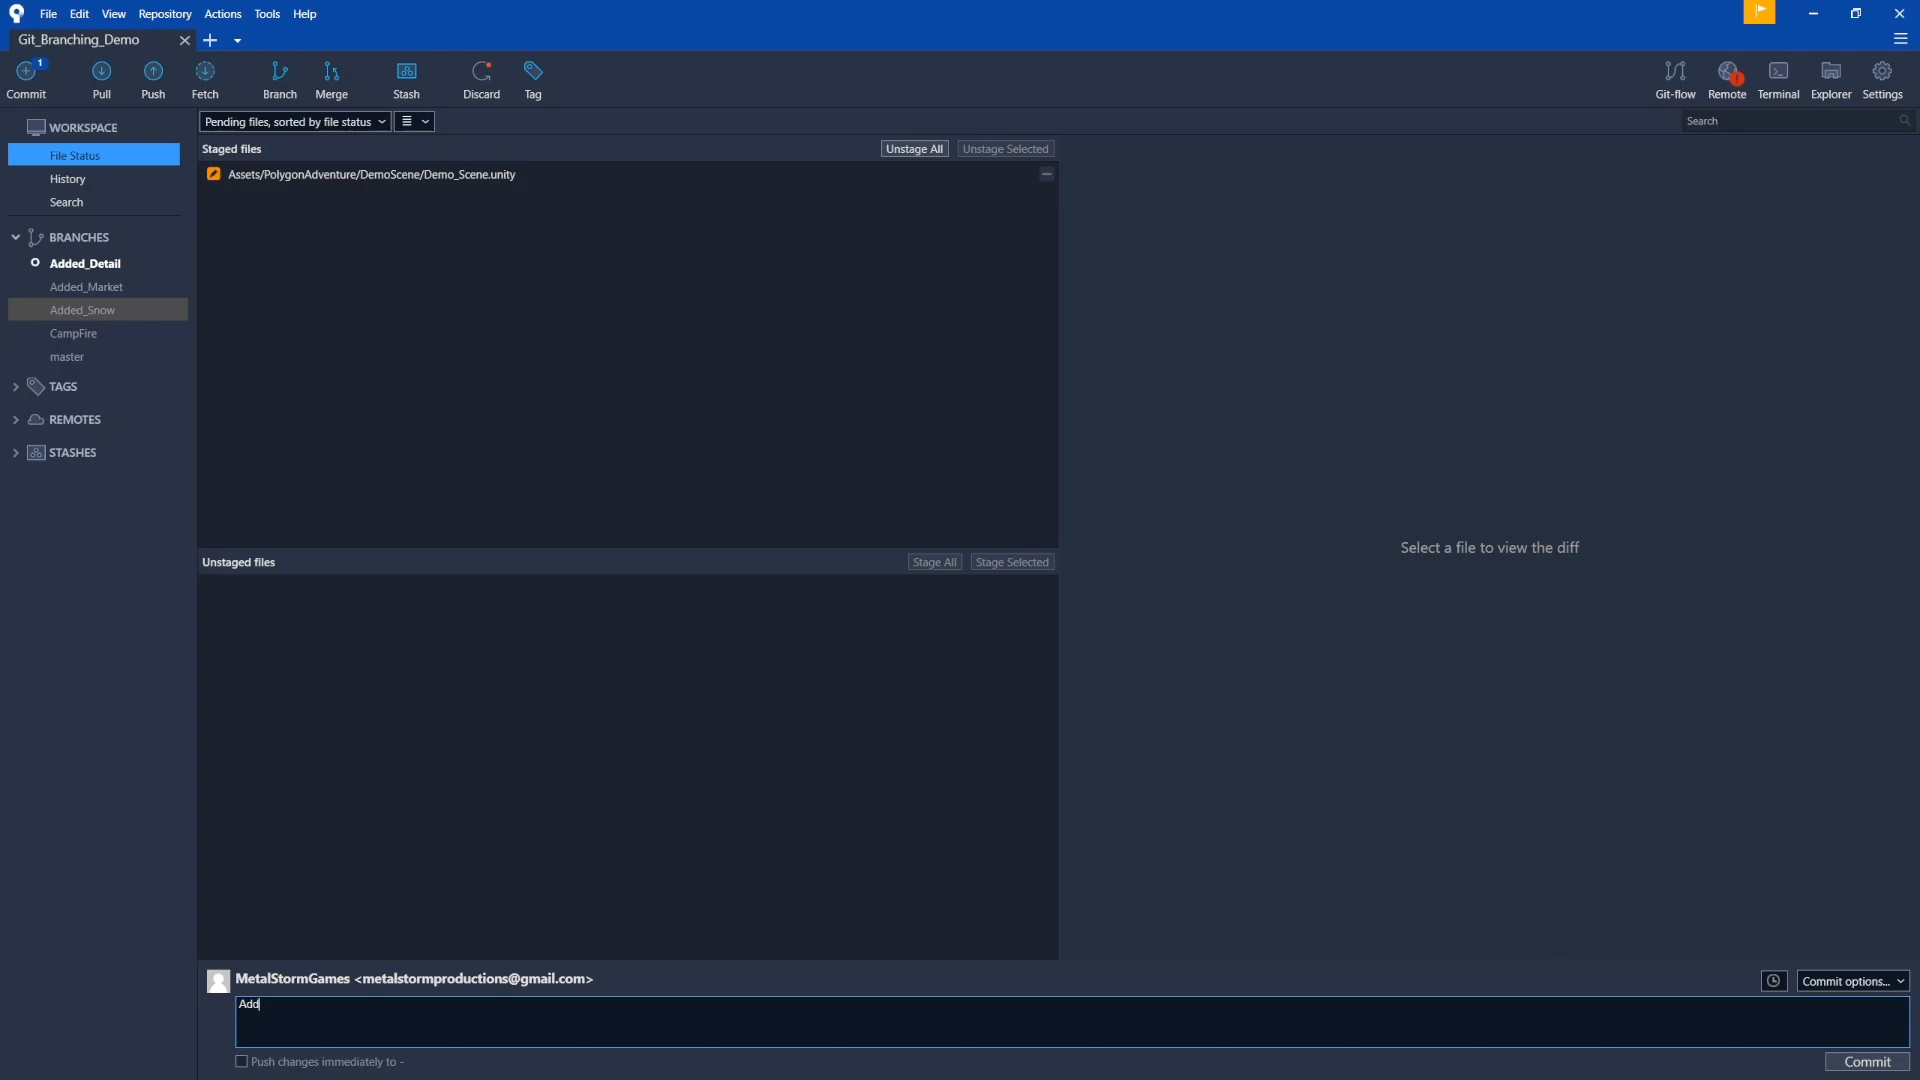 File Edit View Repository Actions Tools Help
Git_Branching_Demo
Commit 1 Pull Push Fetch Branch Merge Stash Discard Tag Git-flow Remote Terminal Explorer Settings
WORKSPACE
File Status
History
Search
BRANCHES
Added_Detail
Added_Market
Added_Snow
CampFire
master
TAGS
REMOTES
STASHES
Pending files, sorted by file status
Search
Staged files Unstage All Unstage Selected
Assets/PolygonAdventure/DemoScene/Demo_Scene.unity
Unstaged files Stage All Stage Selected
Select a file to view the diff
MetalStormGames <metalstormproductions@gmail.com> Commit options...
Add
Push changes immediately to -
Commit